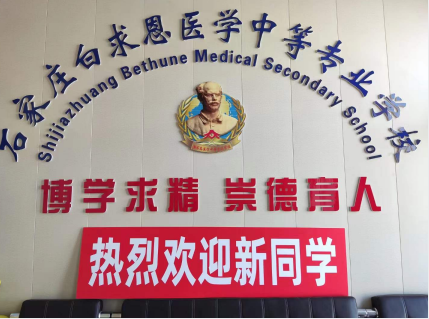 石家庄白求恩医学中等专业学校
Shijiazhuang Bethune Medical Secondary School
博学求精 崇德育人
热烈欢迎新同学